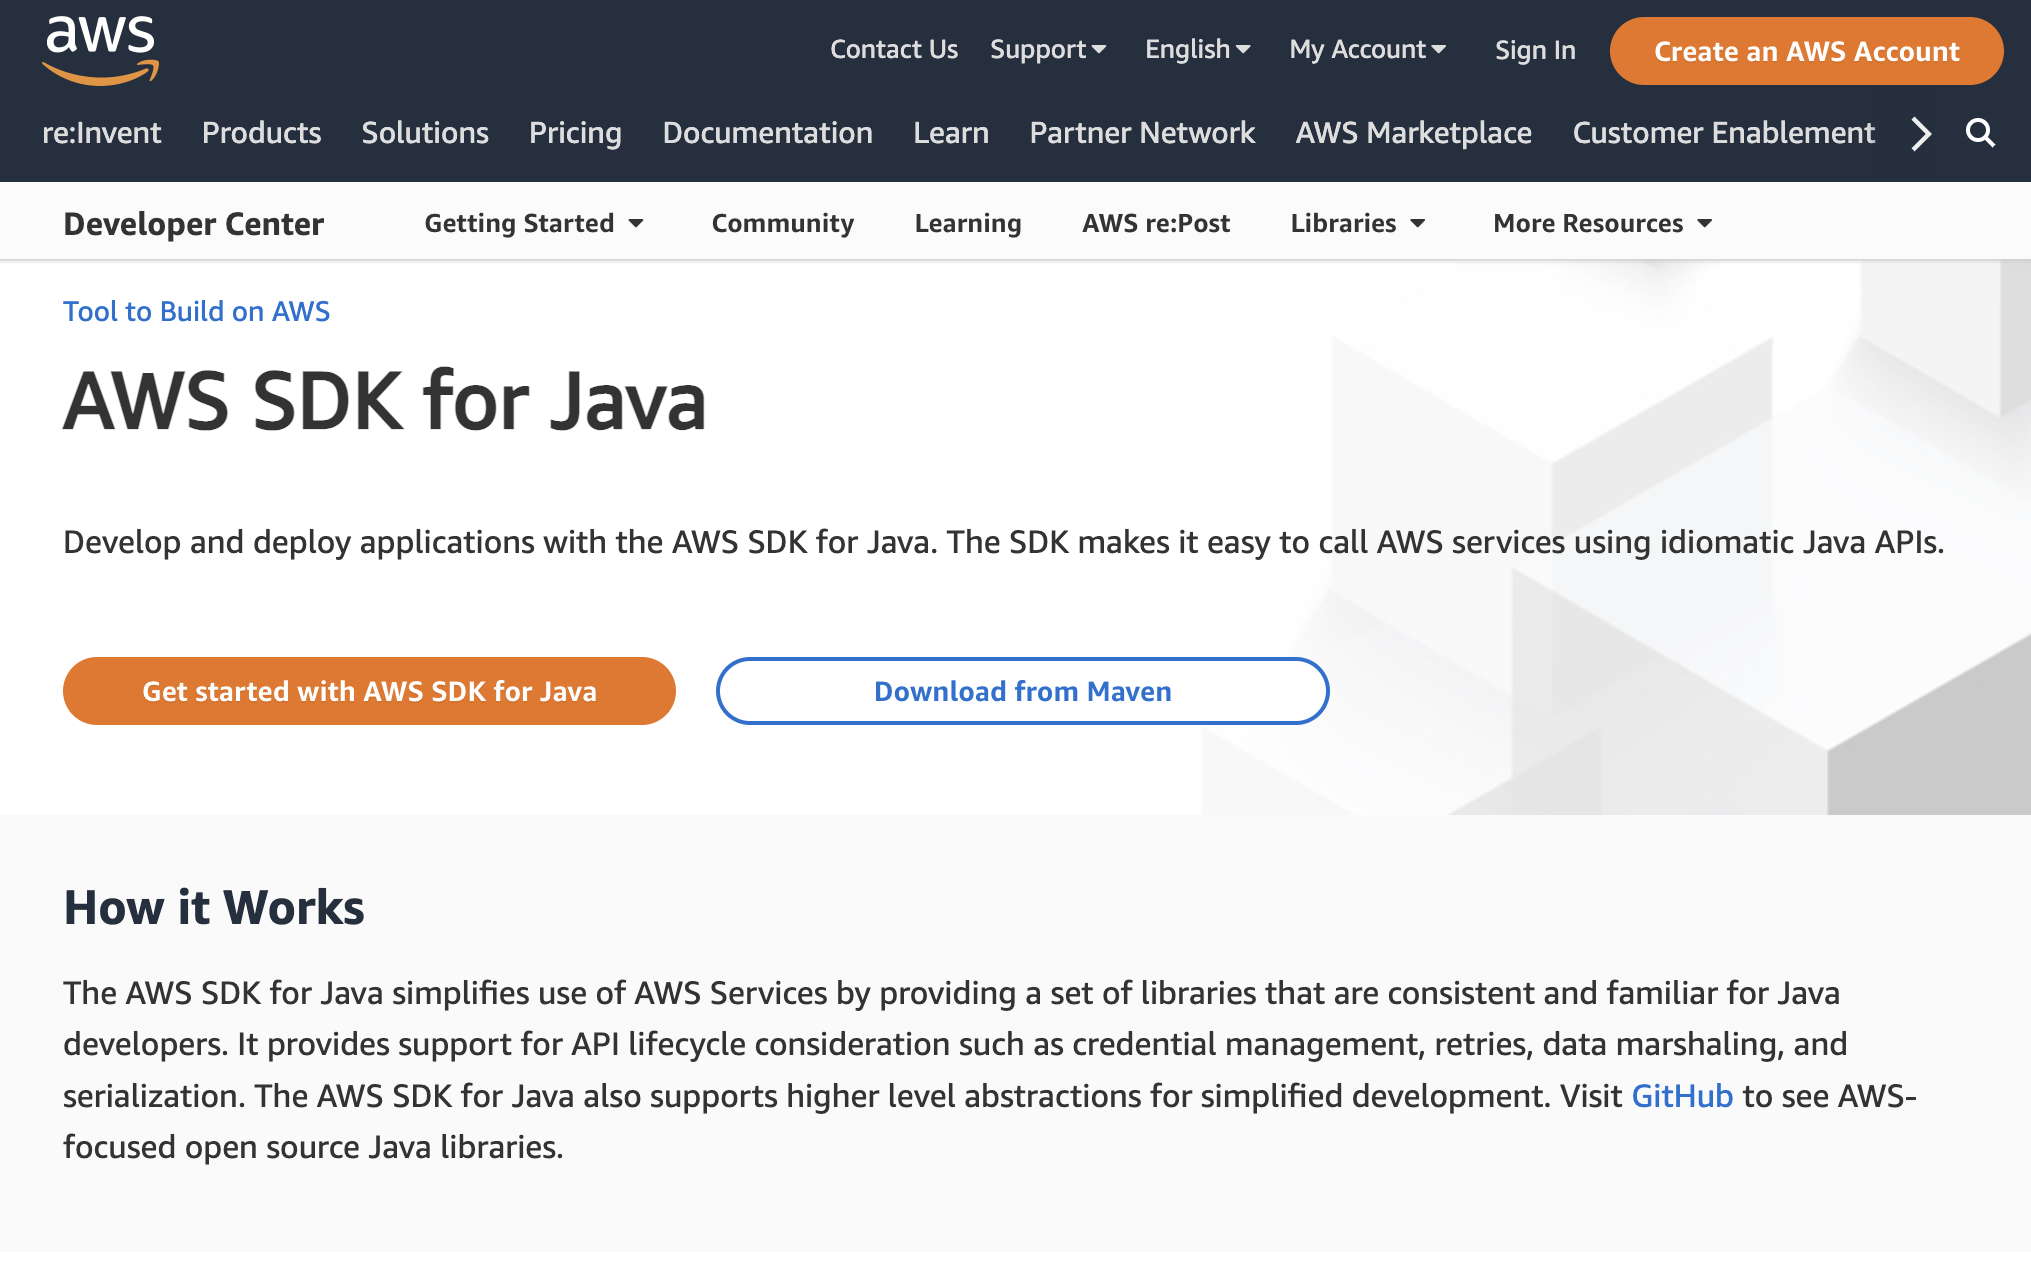 aws
Contact Us Support English My Account Sign In Create an AWS Account
re:Invent Products Solutions Pricing Documentation Learn Partner Network AWS Marketplace Customer Enablement
Developer Center Getting Started Community Learning AWS re:Post Libraries More Resources
Tool to Build on AWS
AWS SDK for Java
Develop and deploy applications with the AWS SDK for Java. The SDK makes it easy to call AWS services using idiomatic Java APIs.
Get started with AWS SDK for Java Download from Maven
How it Works
The AWS SDK for Java simplifies use of AWS Services by providing a set of libraries that are consistent and familiar for Java
developers. It provides support for API lifecycle consideration such as credential management, retries, data marshaling, and
serialization. The AWS SDK for Java also supports higher level abstractions for simplified development. Visit GitHub to see AWS-
focused open source Java libraries.